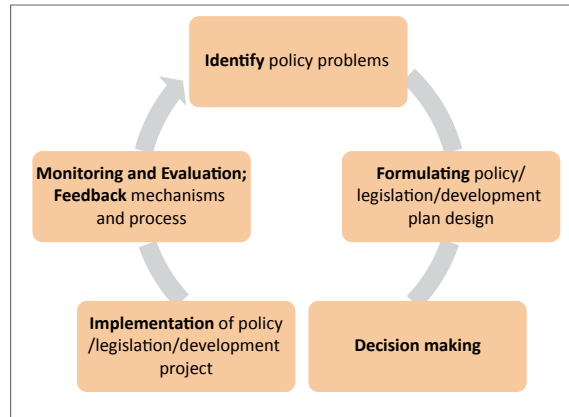 Identify policy problems
Formulating policy/
legislation/development
plan design
Decision making
Implementation of policy
/legislation/development
project
Monitoring and Evaluation;
Feedback mechanisms
and process